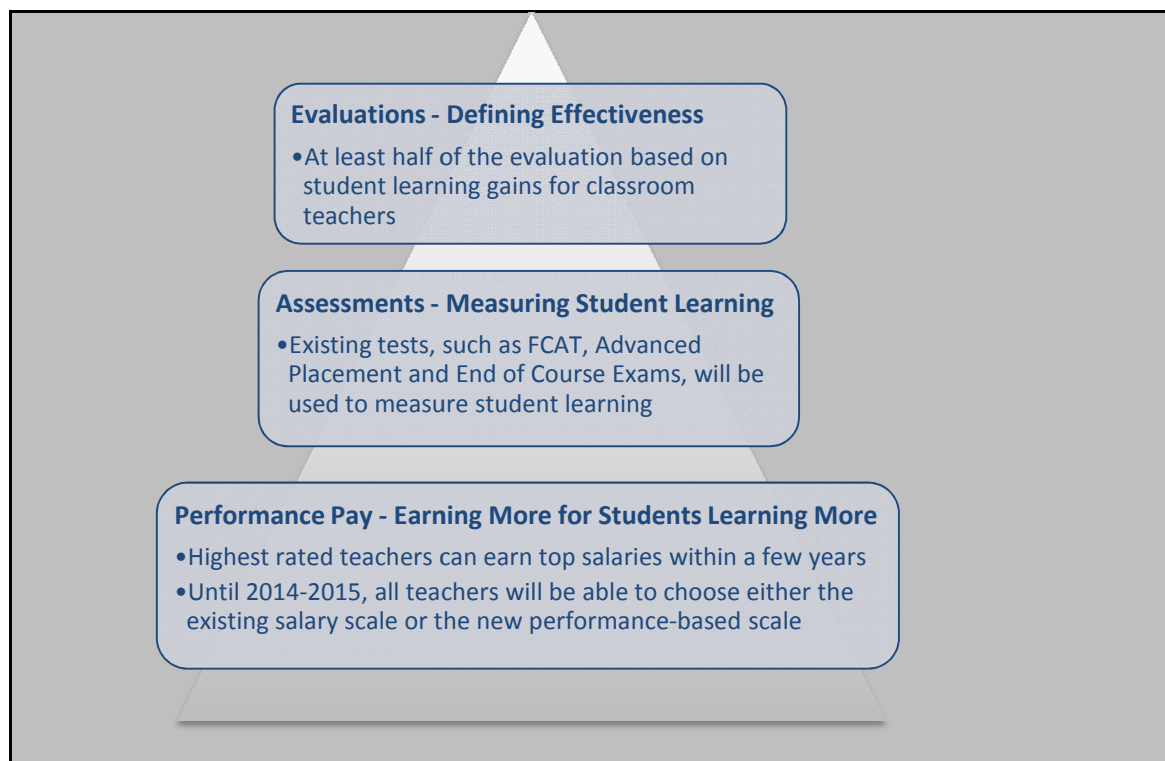 Evaluations - Defining Effectiveness
•At least half of the evaluation based on
student learning gains for classroom
teachers
Assessments - Measuring Student Learning
•Existing tests, such as FCAT, Advanced
Placement and End of Course Exams, will be
used to measure student learning
Performance Pay - Earning More for Students Learning More
•Highest rated teachers can earn top salaries within a few years
•Until 2014-2015, all teachers will be able to choose either the
existing salary scale or the new performance-based scale